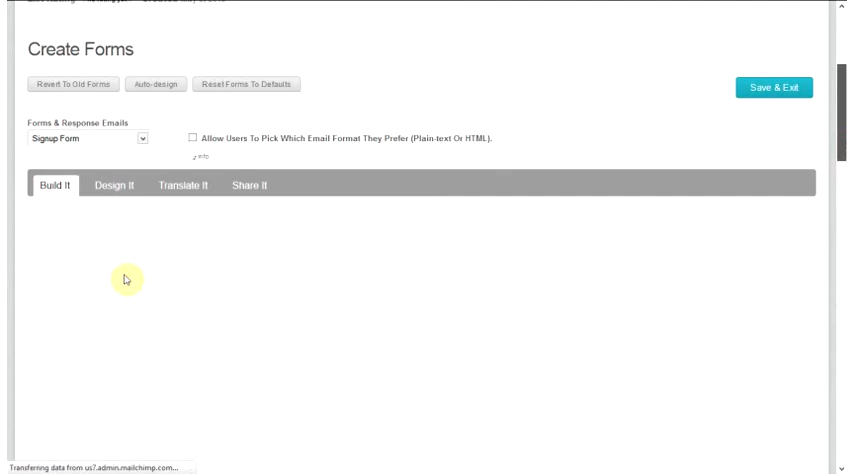 Create Forms
Revert To Old Forms Auto-design Reset Forms To Defaults
Save & Exit
Forms & Response Emails
Signup Form
Allow Users To Pick Which Email Format They Prefer (Plain-text Or HTML).
info
Build It Design It Translate It Share It
Transferring data from us7.admin.mailchimp.com...